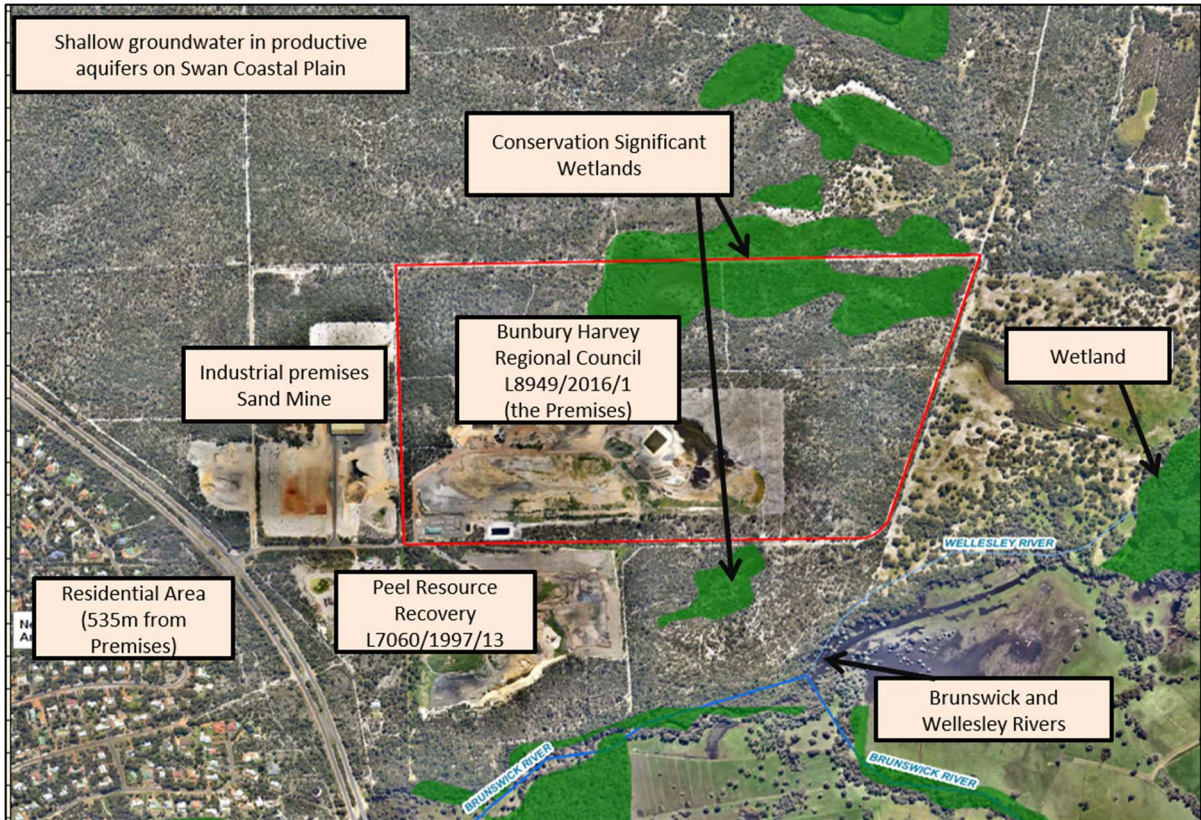 Shallow groundwater in productive
aquifers on Swan Coastal Plain
Conservation Significant
Wetlands
Bunbury Harvey
Regional Council
L8949/2016/1
(the Premises)
Industrial premises
Sand Mine
Wetland
WELLESLEY RIVER
Residential Area
(535m from
Premises)
Peel Resource
Recovery
L7060/1997/13
Brunswick and
Wellesley Rivers
BRUNSWICK RIVER
BRUNSWICK RIVER